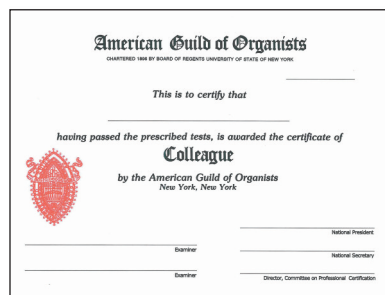 American Guild of Organists
CHARTERED 1896 BY BOARD OF REGENTS UNIVERSITY OF STATE OF NEW YORK
This is to certify that
having passed the prescribed tests, is awarded the certificate of
Colleague
by the American Guild of Organists
New York, New York
National President
Examiner
National Secretary
Examiner
Director, Committee on Professional Certification